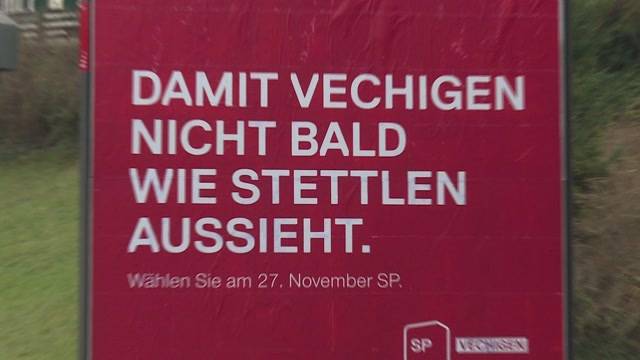 DAMIT VECHIGEN
NICHT BALD
WIE STETTLEN
AUSSIEHT.
Wählen Sie am 27. November SP.
SP VECHIGEN